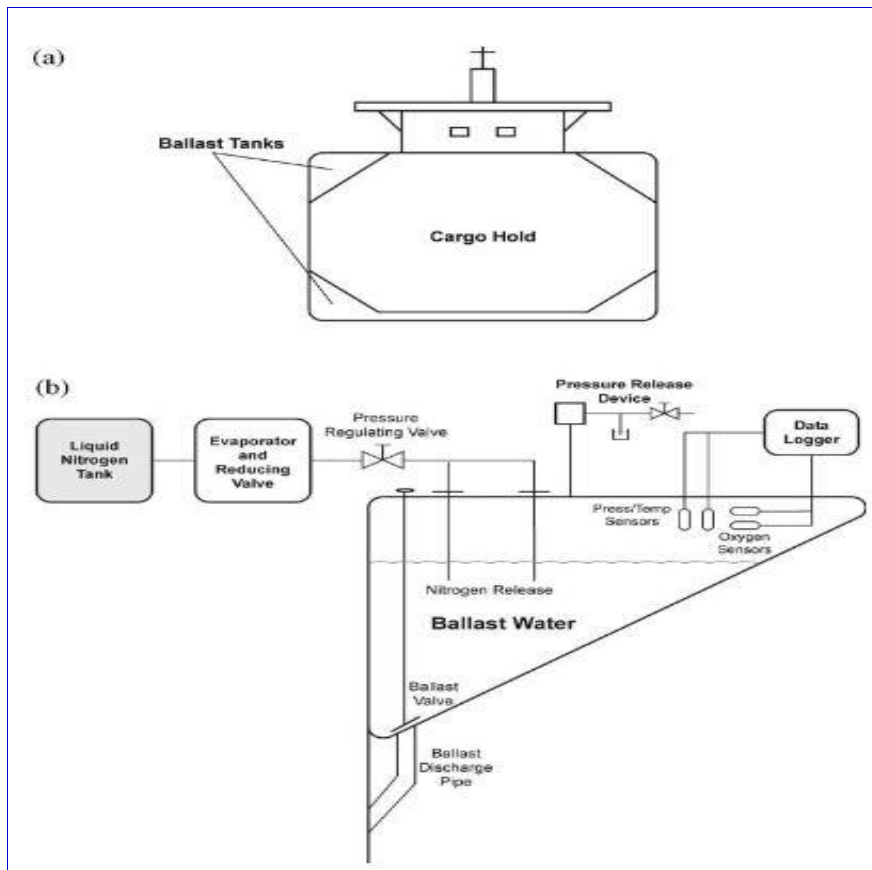 (a)
Ballast Tanks
Cargo Hold
(b)
Liquid
Nitrogen
Tank
Evaporator
and
Reducing
Valve
Pressure
Regulating Valve
Pressure Release
Device
Data
Logger
Press/Temp
Sensors
Oxygen
Sensors
Nitrogen Release
Ballast Water
Ballast
Valve
Ballast
Discharge
Pipe